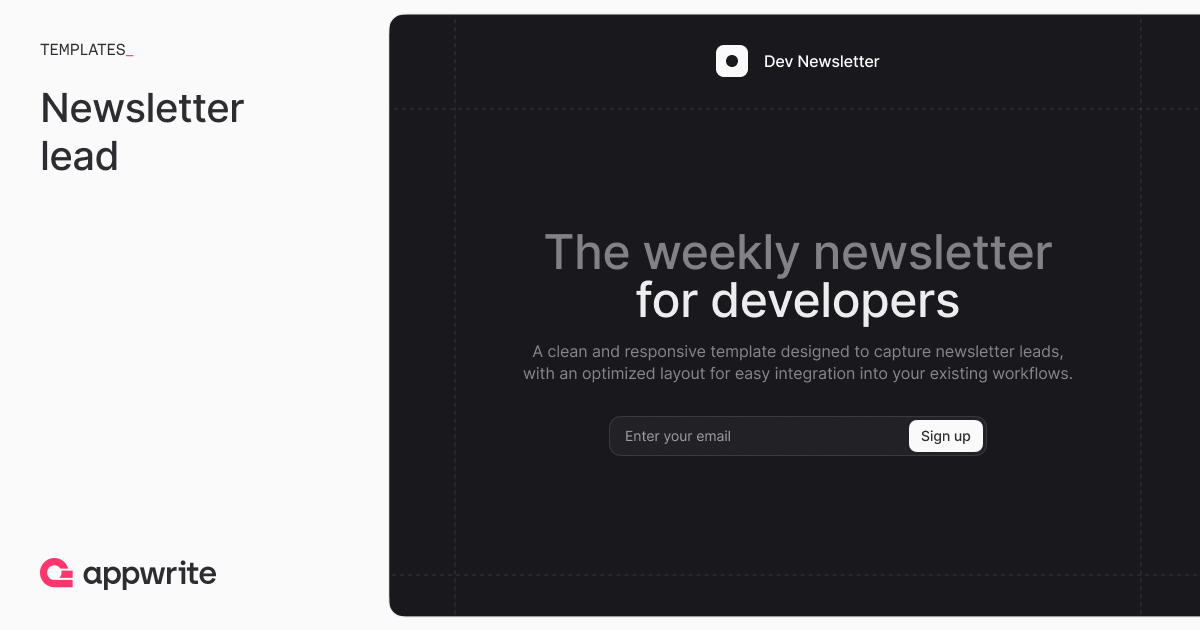 TEMPLATES_
Newsletter
lead
appwrite
Dev Newsletter
The weekly newsletter
for developers
A clean and responsive template designed to capture newsletter leads,
with an optimized layout for easy integration into your existing workflows.
Enter your email
Sign up